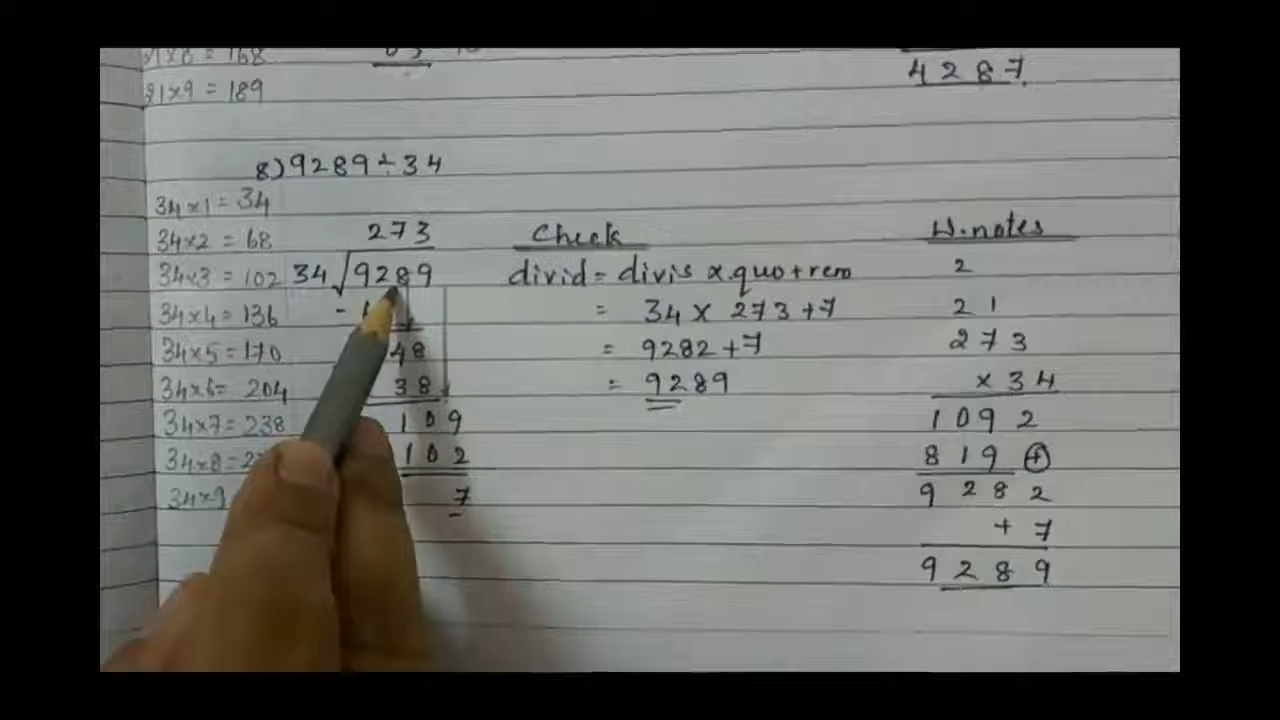 = 168
4287
21×9 = 189
8) 9289 ÷ 34
34×1 = 34
34×2 = 68
34×3 = 102
34×4 = 136
34×5 = 170
34×6 = 204
34×7 = 238
34×8 =
34×9
273
34 9289
-
48
38
109
102
7
Check
divid = divis × quo + rem
= 34 × 273 + 7
= 9282 + 7
= 9289
W.notes
2
2 1
273
× 34
1092
819 +
9282
+ 7
9289